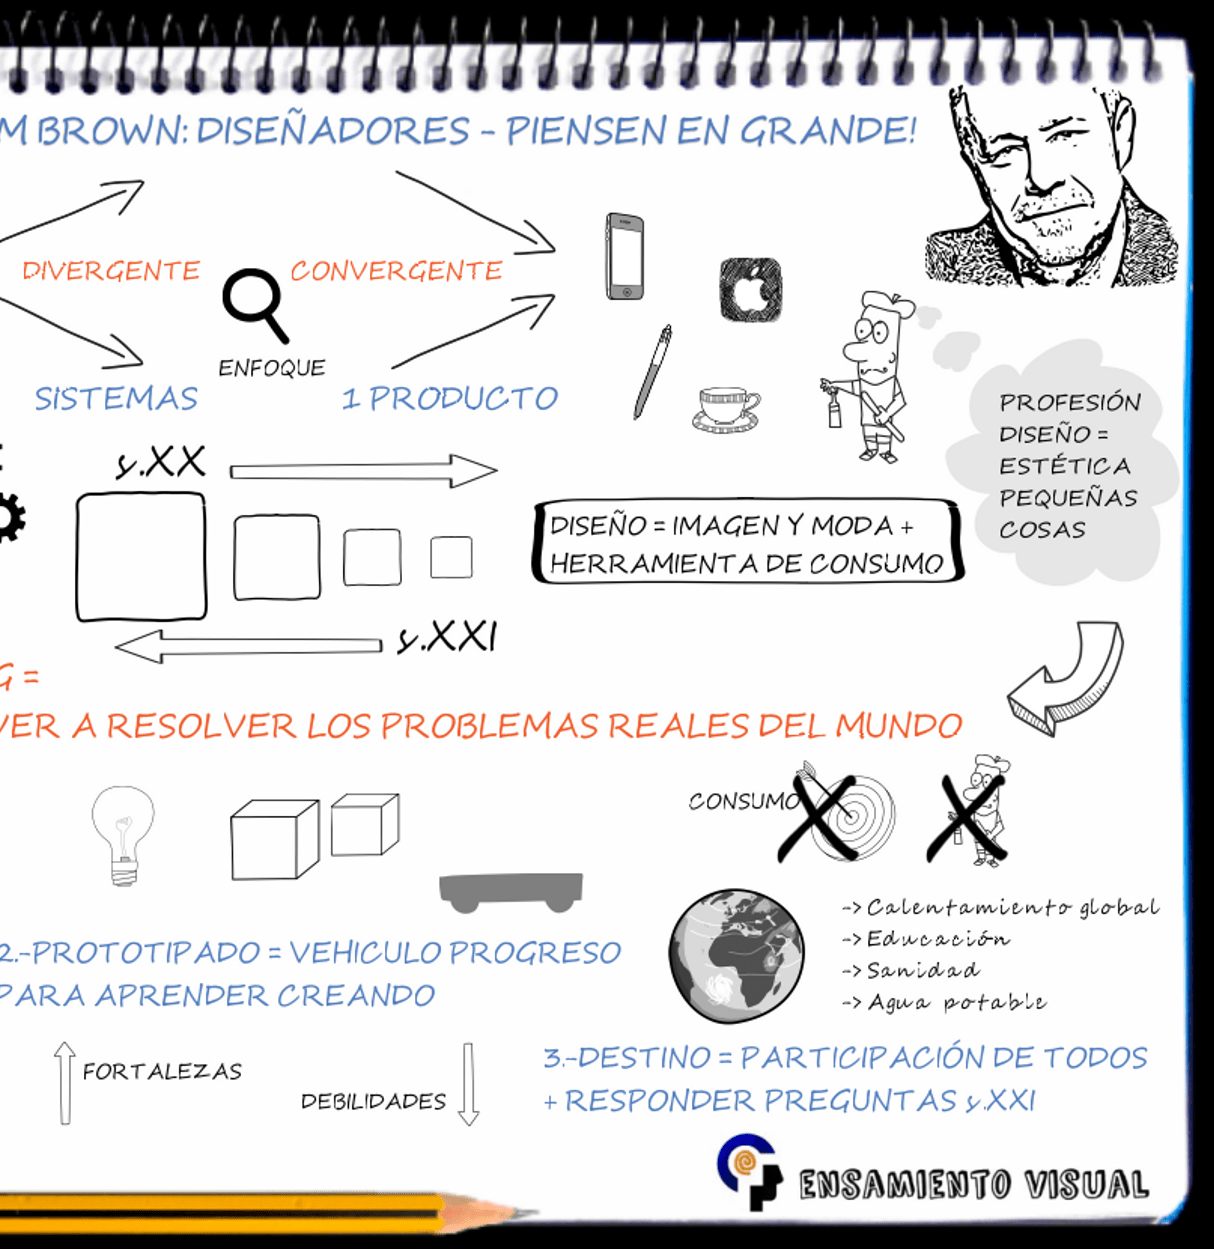 M BROWN: DISEÑADORES - PIENSEN EN GRANDE!
DIVERGENTE
CONVERGENTE
ENFOQUE
SISTEMAS
1 PRODUCTO
s.XX
s.XXI
PROFESIÓN
DISEÑO =
ESTÉTICA
PEQUEÑAS
COSAS
DISEÑO = IMAGEN Y MODA +
HERRAMIENTA DE CONSUMO
G =
VER A RESOLVER LOS PROBLEMAS REALES DEL MUNDO
CONSUMO
-> Calentamiento global
-> Educación
-> Sanidad
-> Agua potable
2.-PROTOTIPADO = VEHICULO PROGRESO
PARA APRENDER CREANDO
FORTALEZAS
DEBILIDADES
3.-DESTINO = PARTICIPACIÓN DE TODOS
+ RESPONDER PREGUNTAS s.XXI
ENSAMIENTO VISUAL